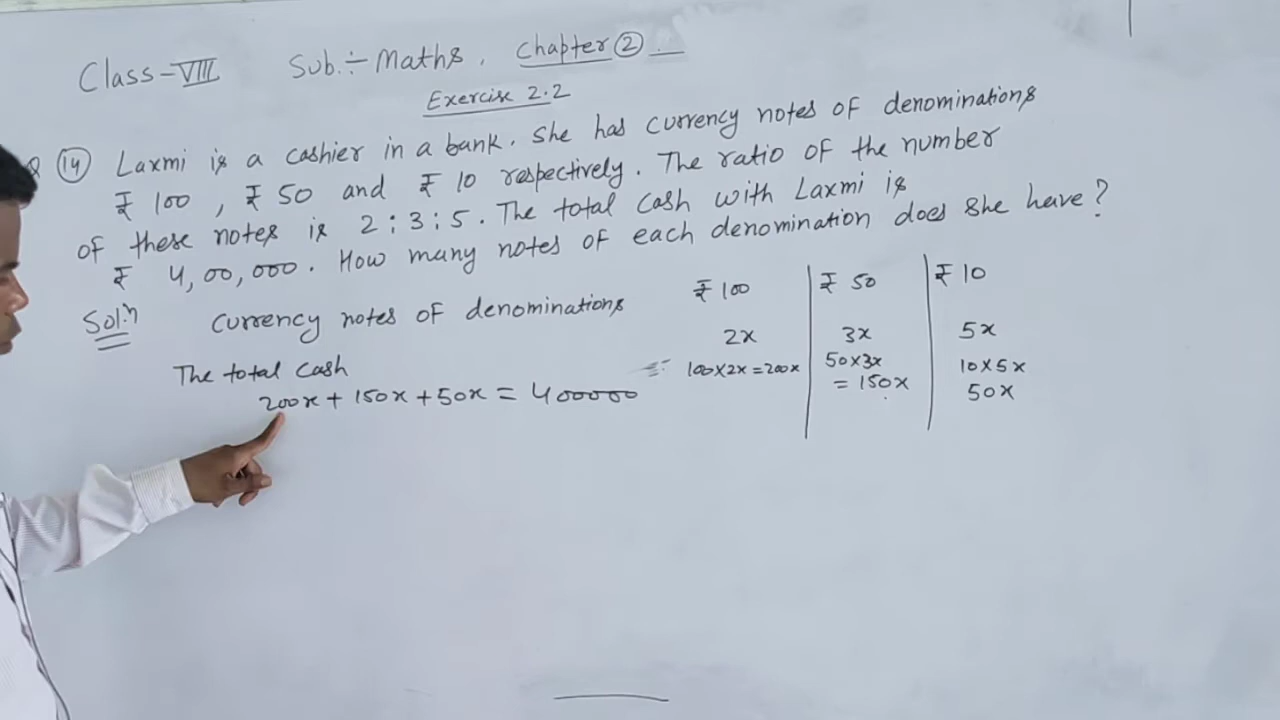 Class-VIII Sub.:- Maths, Chapter ②
Exercise 2.2
Q ⑭ Laxmi is a cashier in a bank. She has currency notes of denominations
₹ 100, ₹ 50 and ₹ 10 respectively. The ratio of the number
of these notes is 2:3:5. The total cash with Laxmi is
₹ 4,00,000. How many notes of each denomination does she have?
Sol.n Currency notes of denominations ₹ 100 ₹ 50 ₹ 10
2x 3x 5x
The total cash 100×2x=200x 50×3x 10×5x
= 150x 50x
200x + 150x + 50x = 400000